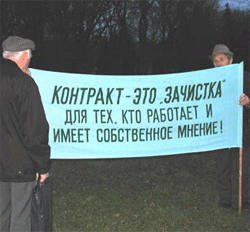 КОНТРАКТ - ЭТО „ЗАЧИСТКА"
ДЛЯ ТЕХ, КТО РАБОТАЕТ И
ИМЕЕТ СОБСТВЕННОЕ МНЕНИЕ!